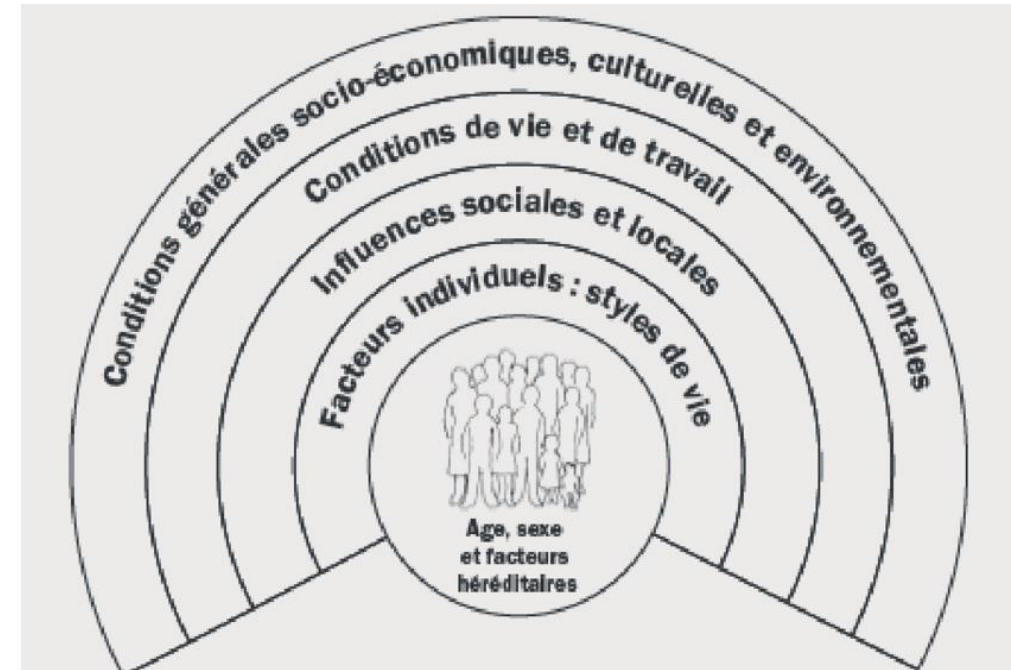 Conditions générales socio-économiques, culturelles et environnementales
Conditions de vie et de travail
Influences sociales et locales
Facteurs individuels : styles de vie
Age, sexe
et facteurs
héréditaires